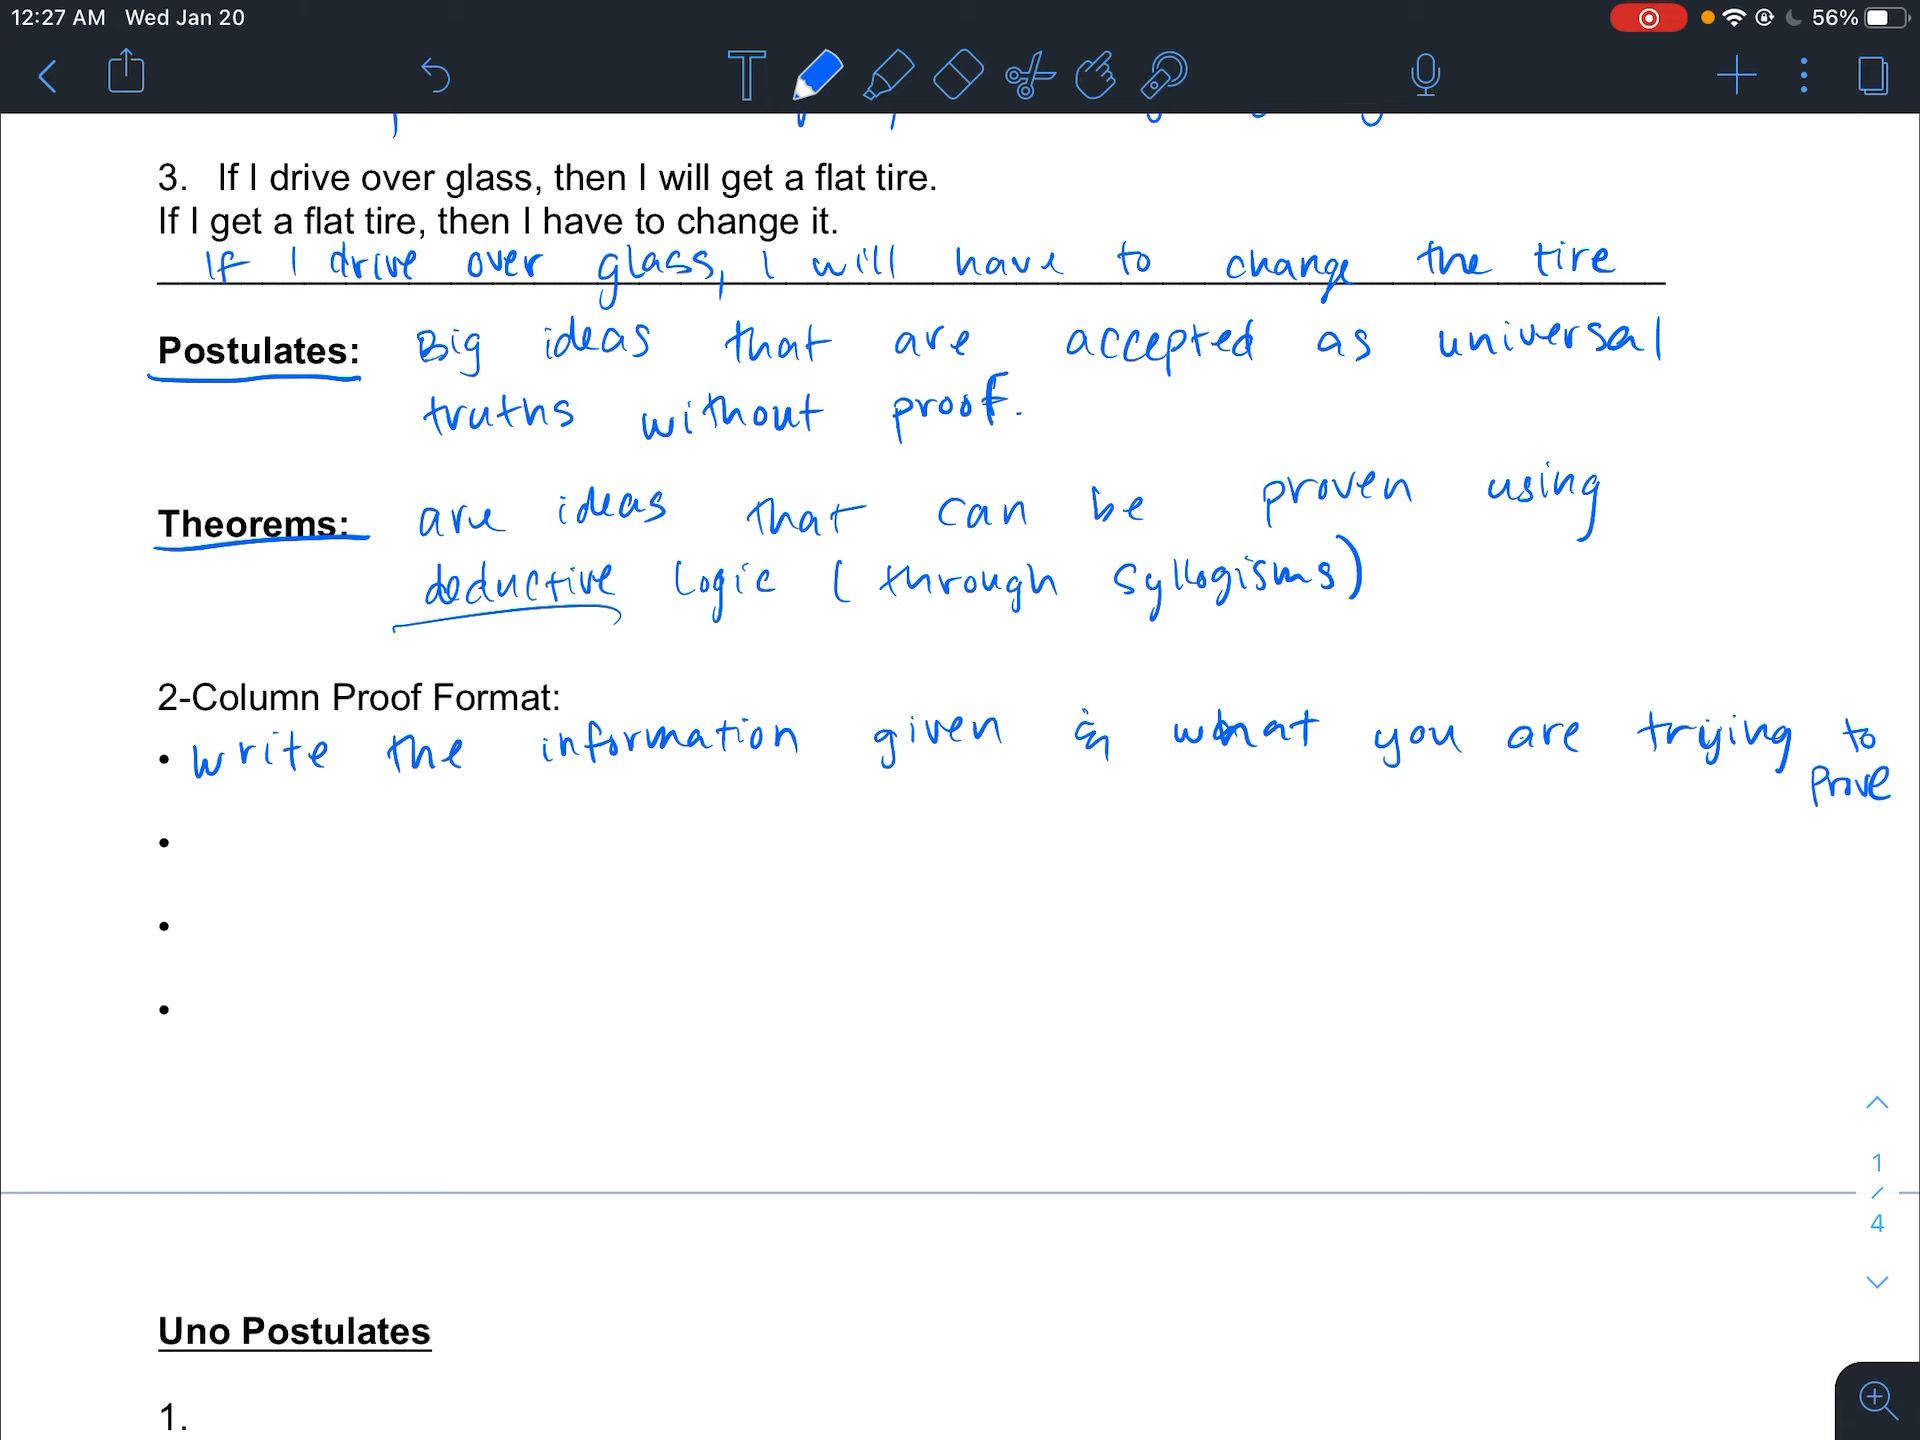 12:27 AM Wed Jan 20
56%
3. If I drive over glass, then I will get a flat tire.
If I get a flat tire, then I have to change it.
If I drive over glass, I will have to change the tire
Postulates: Big ideas that are accepted as universal
truths without proof.
Theorems: are ideas that can be proven using
deductive logic (through syllogisms)
2-Column Proof Format:
• Write the information given & what you are trying to
prove
•
•
•
1
/
4
Uno Postulates
1.